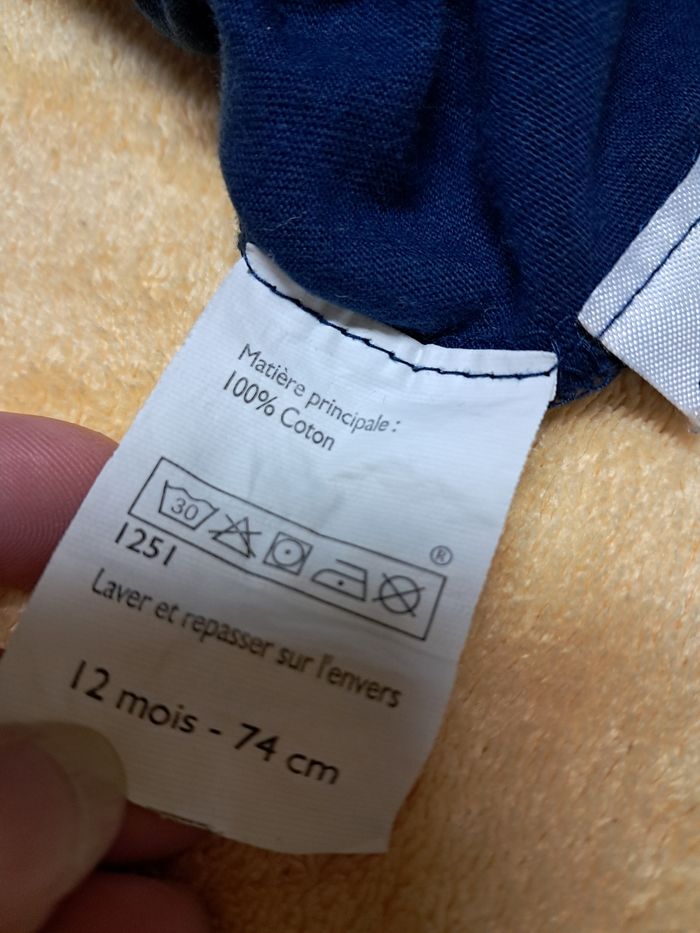 Matière principale :
100% Coton
30
®
1251
Laver et repasser sur l'envers
12 mois - 74 cm